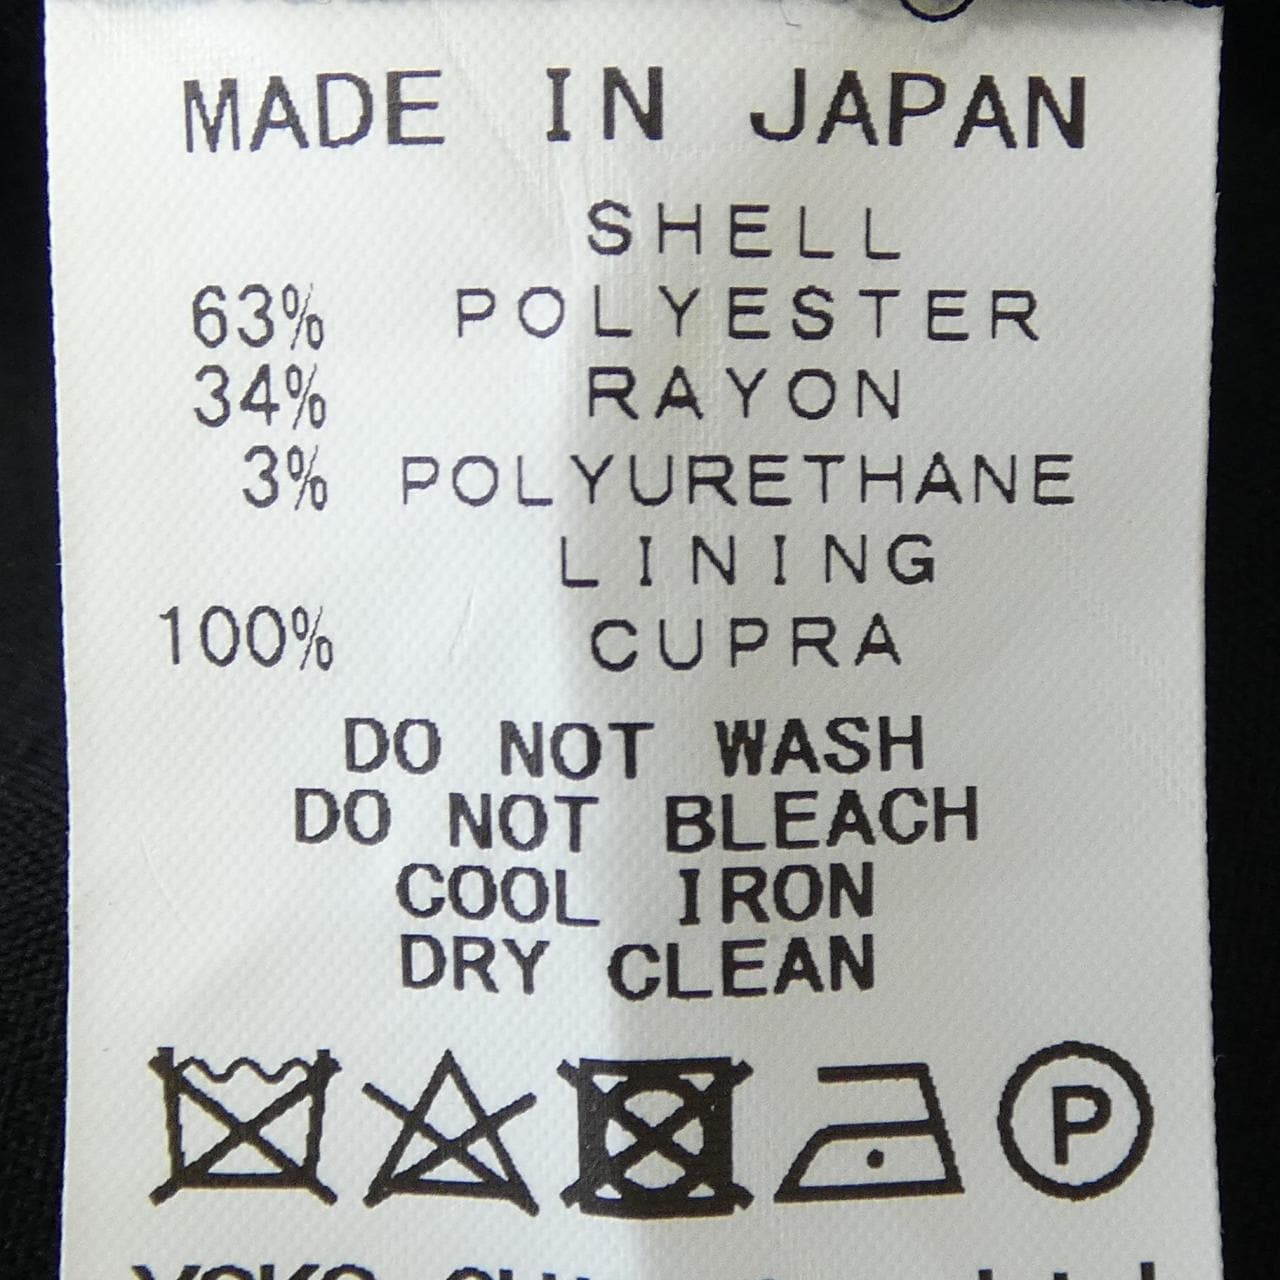 MADE IN JAPAN
SHELL
63% POLYESTER
34% RAYON
3% POLYURETHANE
LINING
100% CUPRA
DO NOT WASH
DO NOT BLEACH
COOL IRON
DRY CLEAN
P